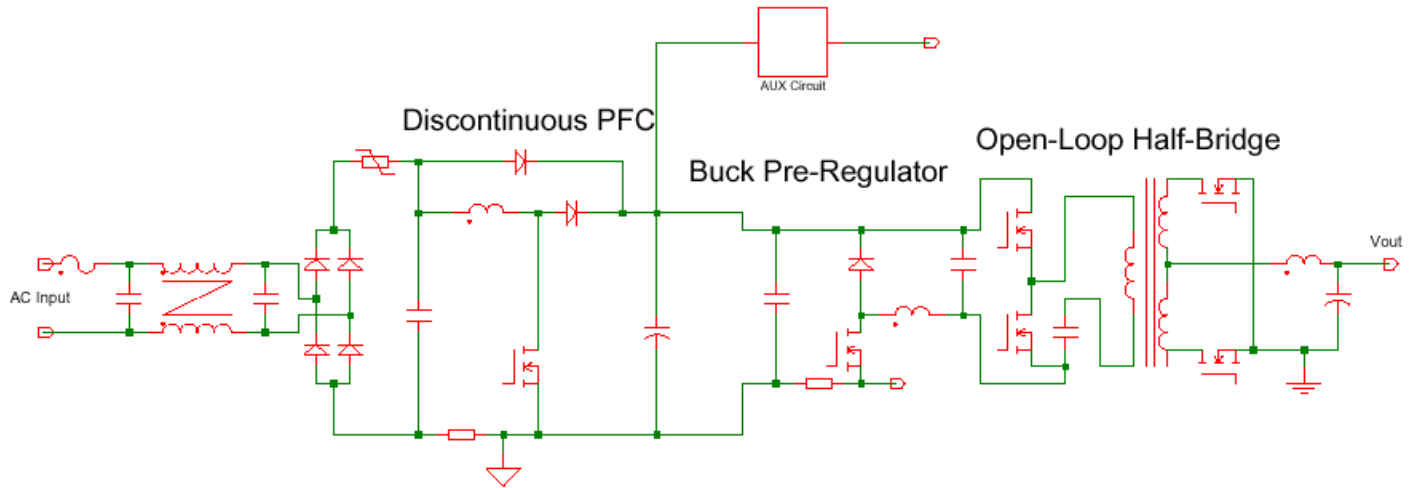 AUX Circuit
Discontinuous PFC
Open-Loop Half-Bridge
Buck Pre-Regulator
Vout
AC Input